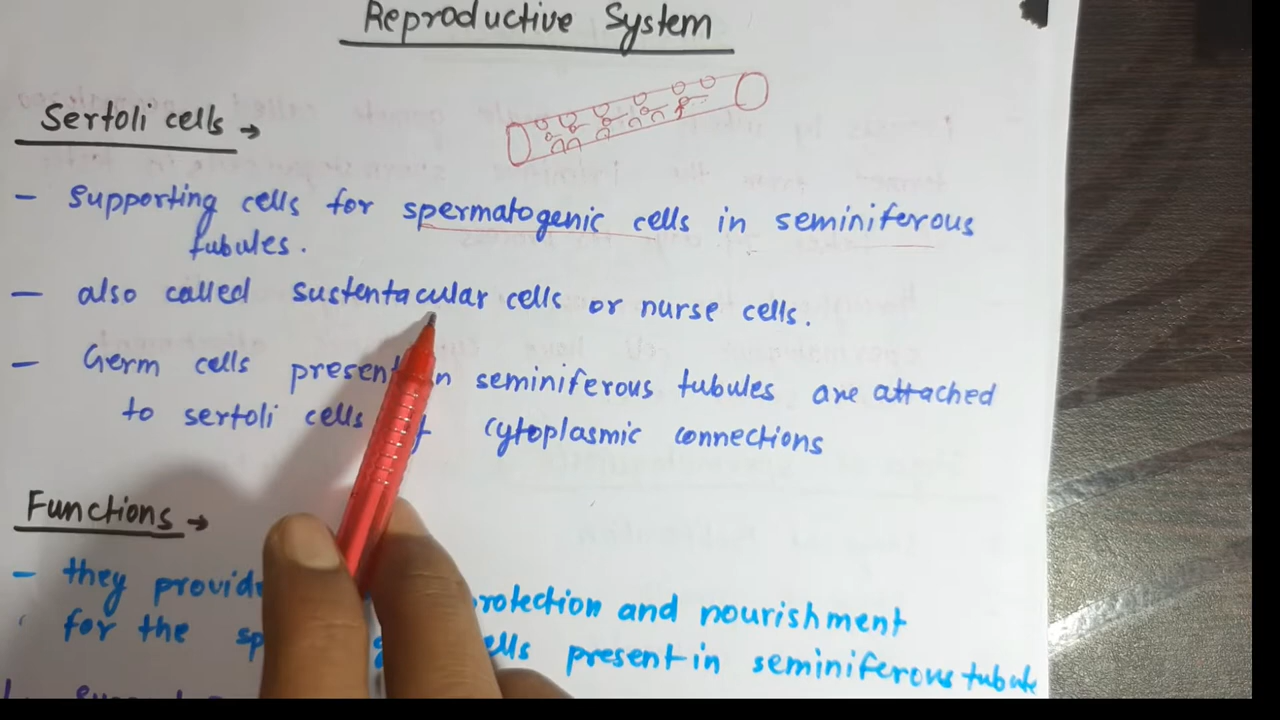 Reproductive System
Sertoli cells →
- supporting cells for spermatogenic cells in seminiferous
tubules.
- also called sustentacular cells or nurse cells.
- Germ cells present in seminiferous tubules are attached
to sertoli cells cytoplasmic connections
Functions →
- they provide protection and nourishment
for the cells present in seminiferous tubule